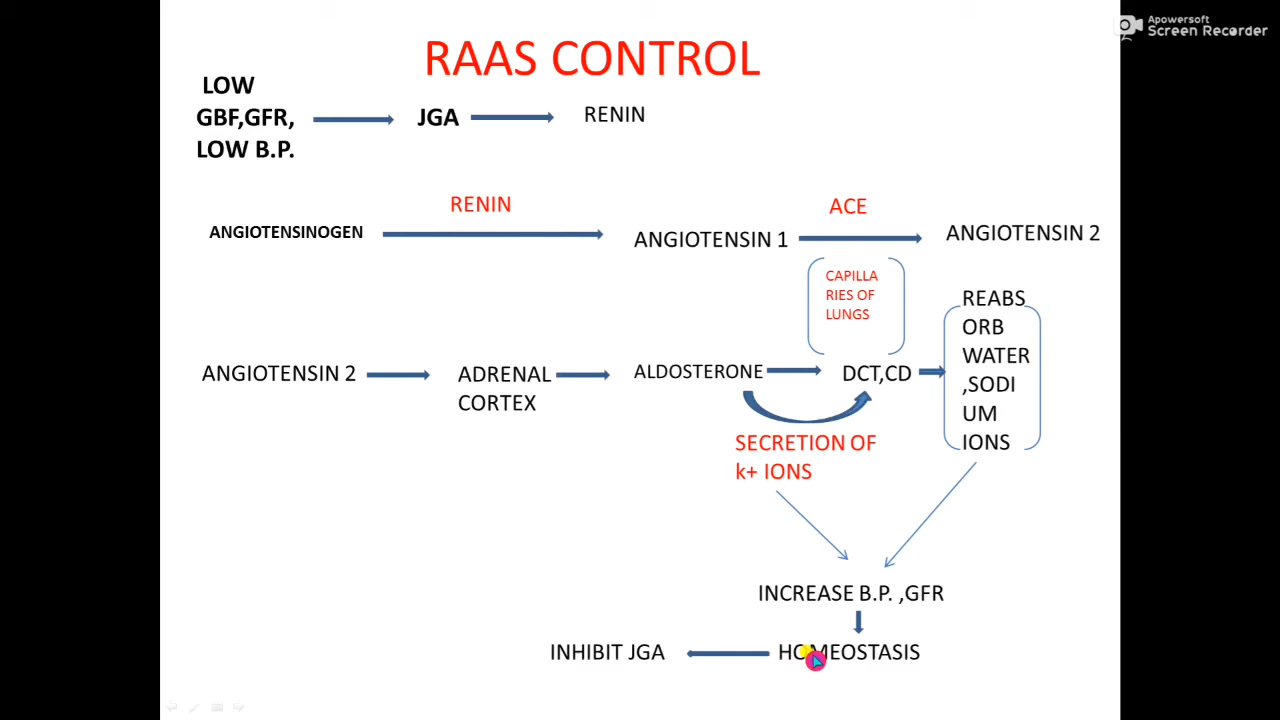 Apowersoft
Screen Recorder
RAAS CONTROL
LOW
GBF,GFR,
LOW B.P.
JGA
RENIN
RENIN
ACE
ANGIOTENSINOGEN
ANGIOTENSIN 1
ANGIOTENSIN 2
CAPILLA
RIES OF
LUNGS
REABS
ORB
WATER
,SODI
UM
IONS
ANGIOTENSIN 2
ADRENAL
CORTEX
ALDOSTERONE
DCT,CD
SECRETION OF
k+ IONS
INCREASE B.P. ,GFR
HOMEOSTASIS
INHIBIT JGA